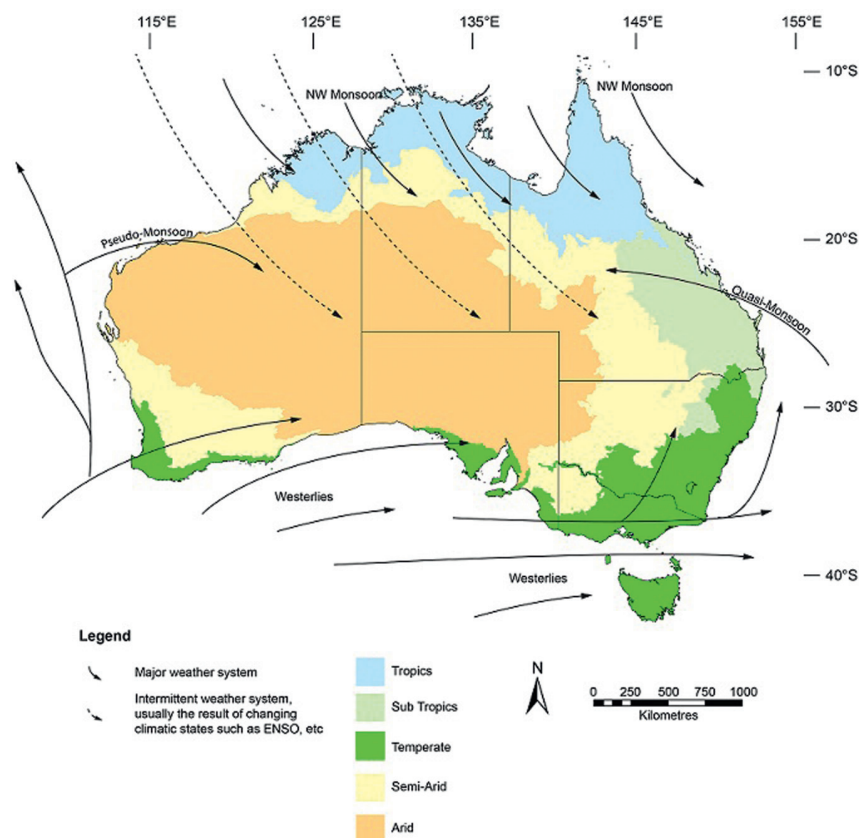 115°E
125°E
135°E
145°E
155°E
10°S
NW Monsoon
NW Monsoon
20°S
Pseudo-Monsoon
Quasi-Monsoon
30°S
Westerlies
Westerlies
40°S
Legend
Major weather system
Intermittent weather system,
usually the result of changing
climatic states such as ENSO, etc
Tropics
Sub Tropics
Temperate
Semi-Arid
Arid
N
0 250 500 750 1000
Kilometres